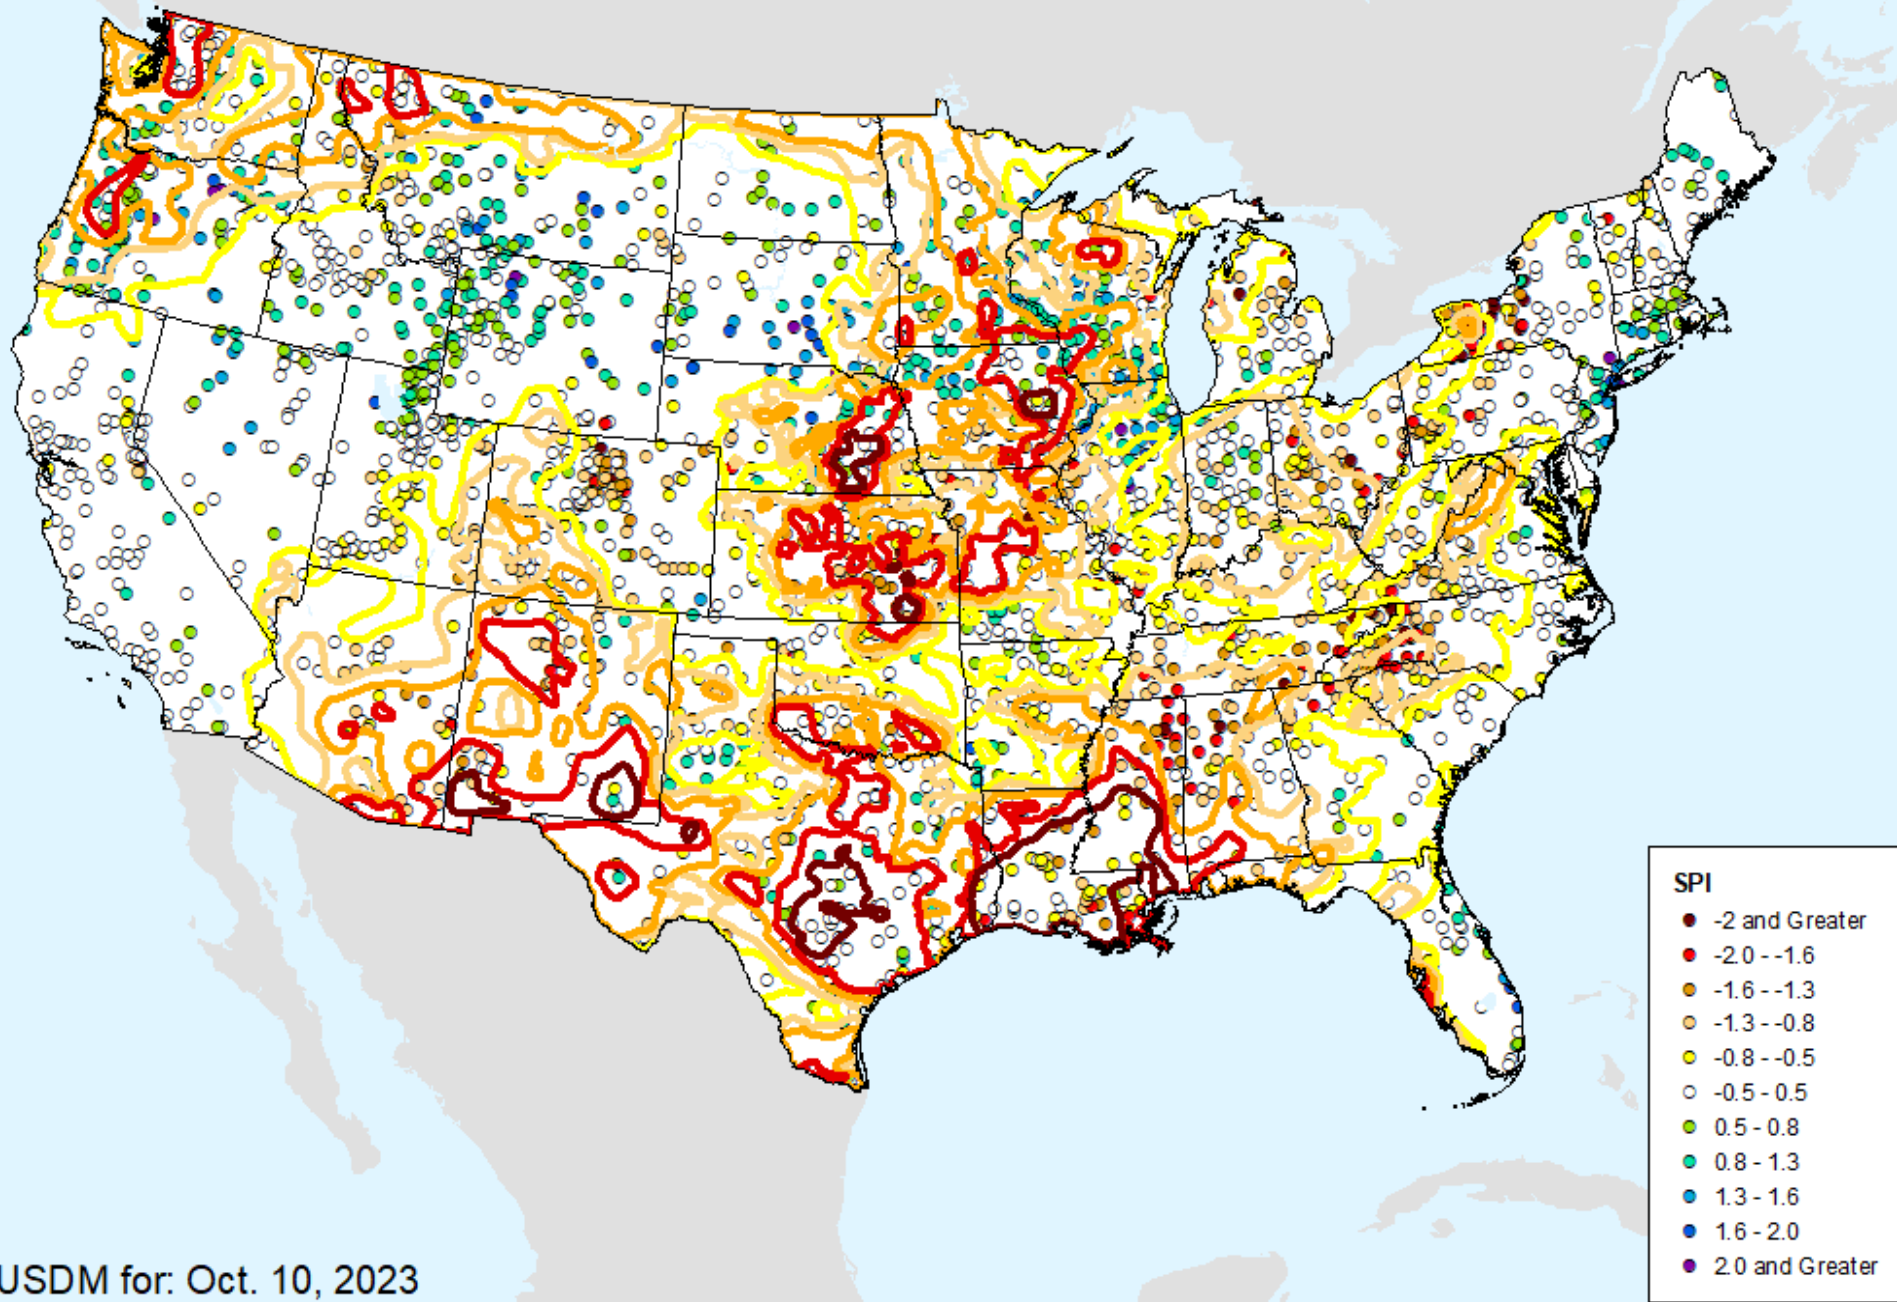 SPI
-2 and Greater
-2.0 - -1.6
-1.6 - -1.3
-1.3 - -0.8
-0.8 - -0.5
-0.5 - 0.5
0.5 - 0.8
0.8 - 1.3
1.3 - 1.6
1.6 - 2.0
2.0 and Greater
USDM for: Oct. 10, 2023